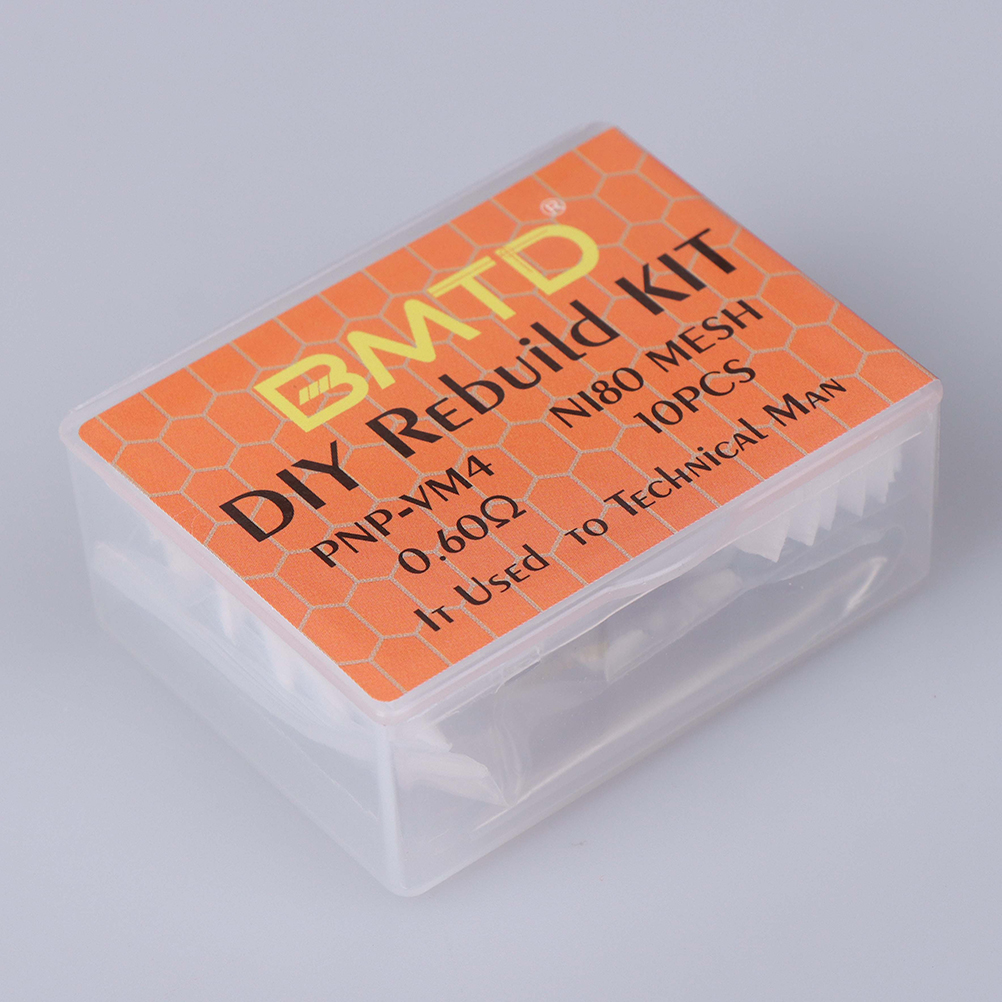 BMTD®
DIY Rebuild KIT
PNP-VM4 NI80 MESH
0.60Ω 10PCS
It Used to Technical Man